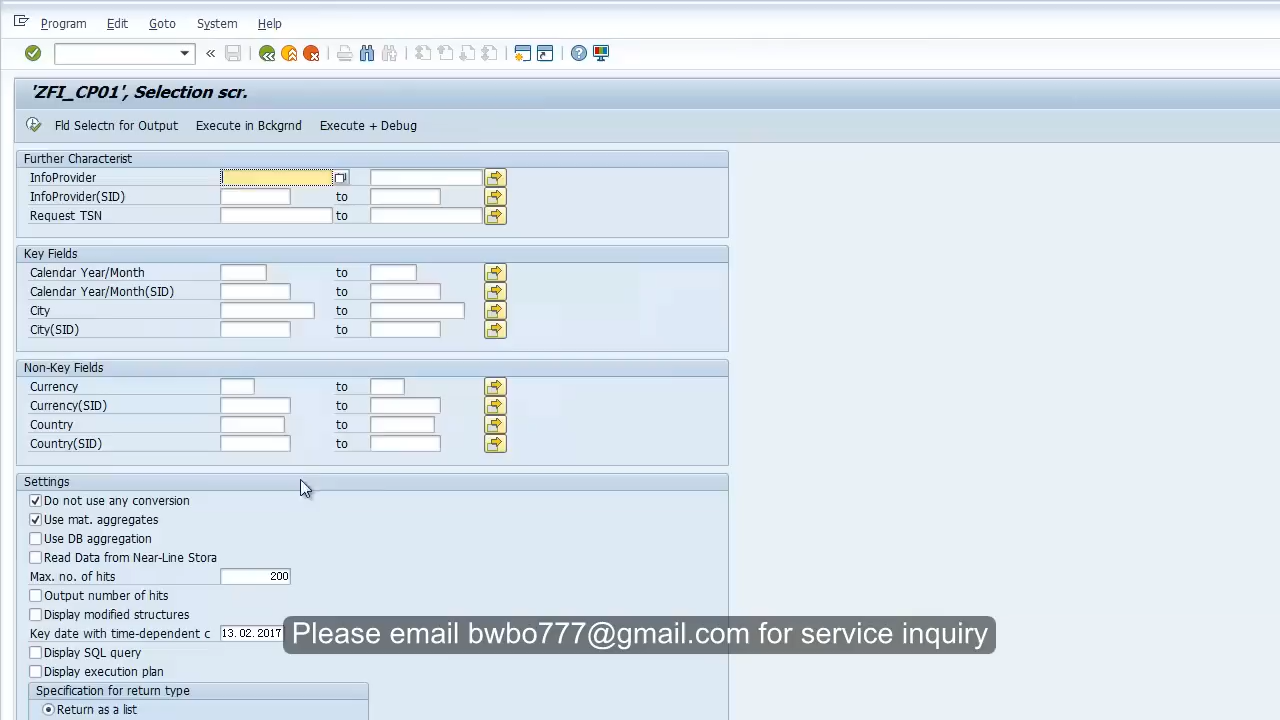 Program Edit Goto System Help
'ZFI_CP01', Selection scr.
Fld Selectn for Output Execute in Bckgrnd Execute + Debug
Further Characterist
InfoProvider
InfoProvider(SID) to
Request TSN to
Key Fields
Calendar Year/Month to
Calendar Year/Month(SID) to
City to
City(SID) to
Non-Key Fields
Currency to
Currency(SID) to
Country to
Country(SID) to
Settings
Do not use any conversion
Use mat. aggregates
Use DB aggregation
Read Data from Near-Line Stora
Max. no. of hits 200
Output number of hits
Display modified structures
Key date with time-dependent c 13.02.2017
Please email bwbo777@gmail.com for service inquiry
Display SQL query
Display execution plan
Specification for return type
Return as a list